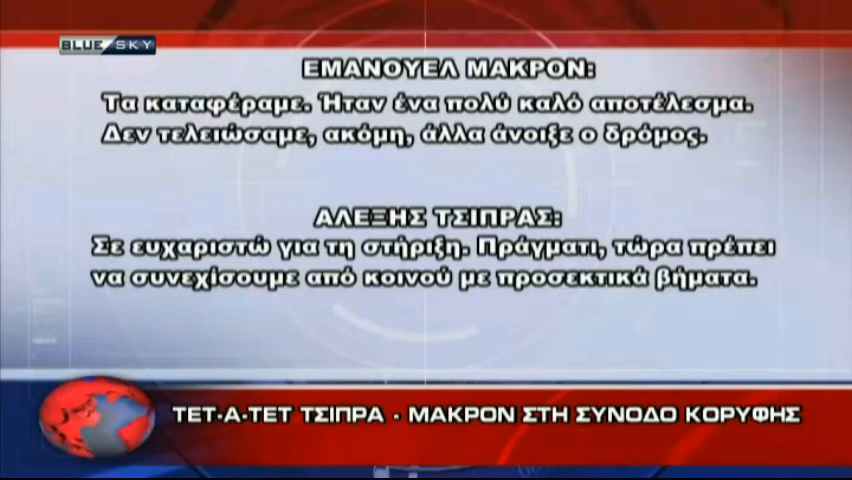 BLUE SKY
ΕΜΑΝΟΥΕΛ ΜΑΚΡΟΝ:
Τα καταφέραμε. Ήταν ένα πολύ καλό αποτέλεσμα.
Δεν τελειώσαμε, ακόμη, άλλα άνοιξε ο δρόμος.
ΑΛΕΞΗΣ ΤΣΙΠΡΑΣ:
Σε ευχαριστώ για τη στήριξη. Πράγματι, τώρα πρέπει
να συνεχίσουμε από κοινού με προσεκτικά βήματα.
ΤΕΤ-Α-ΤΕΤ ΤΣΙΠΡΑ - ΜΑΚΡΟΝ ΣΤΗ ΣΥΝΟΔΟ ΚΟΡΥΦΗΣ